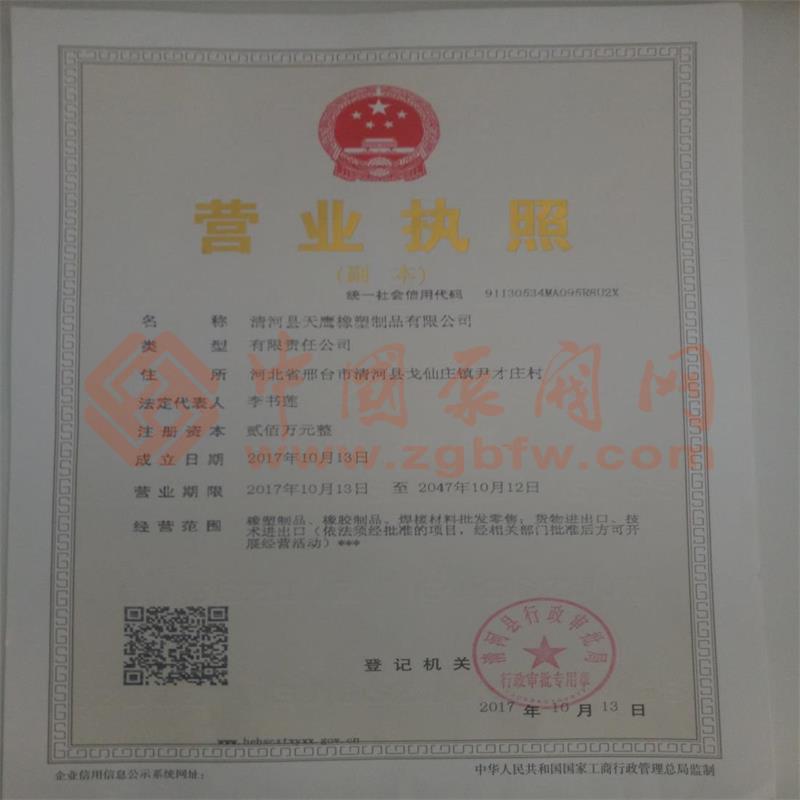 营业执照
(副 本)
统一社会信用代码 91130534MA095R8U2X
名称 清河县天鹰橡塑制品有限公司
类型 有限责任公司
住所 河北省邢台市清河县戈仙庄镇尹才庄村
法定代表人 李书莲
注册资本 贰佰万元整
成立日期 2017年10月13日
营业期限 2017年10月13日 至 2047年10月12日
经营范围 橡塑制品、橡胶制品、焊接材料批发零售；货物进出口、技
术进出口（依法须经批准的项目，经相关部门批准后方可开
展经营活动）***
中國泵阀网
www.zgbfw.com
清河县行政审批局
行政审批专用章
登记机关
2017 年 10 月 13 日
www.hebscztxyxx.gov.cn
企业信用信息公示系统网址：
中华人民共和国国家工商行政管理总局监制